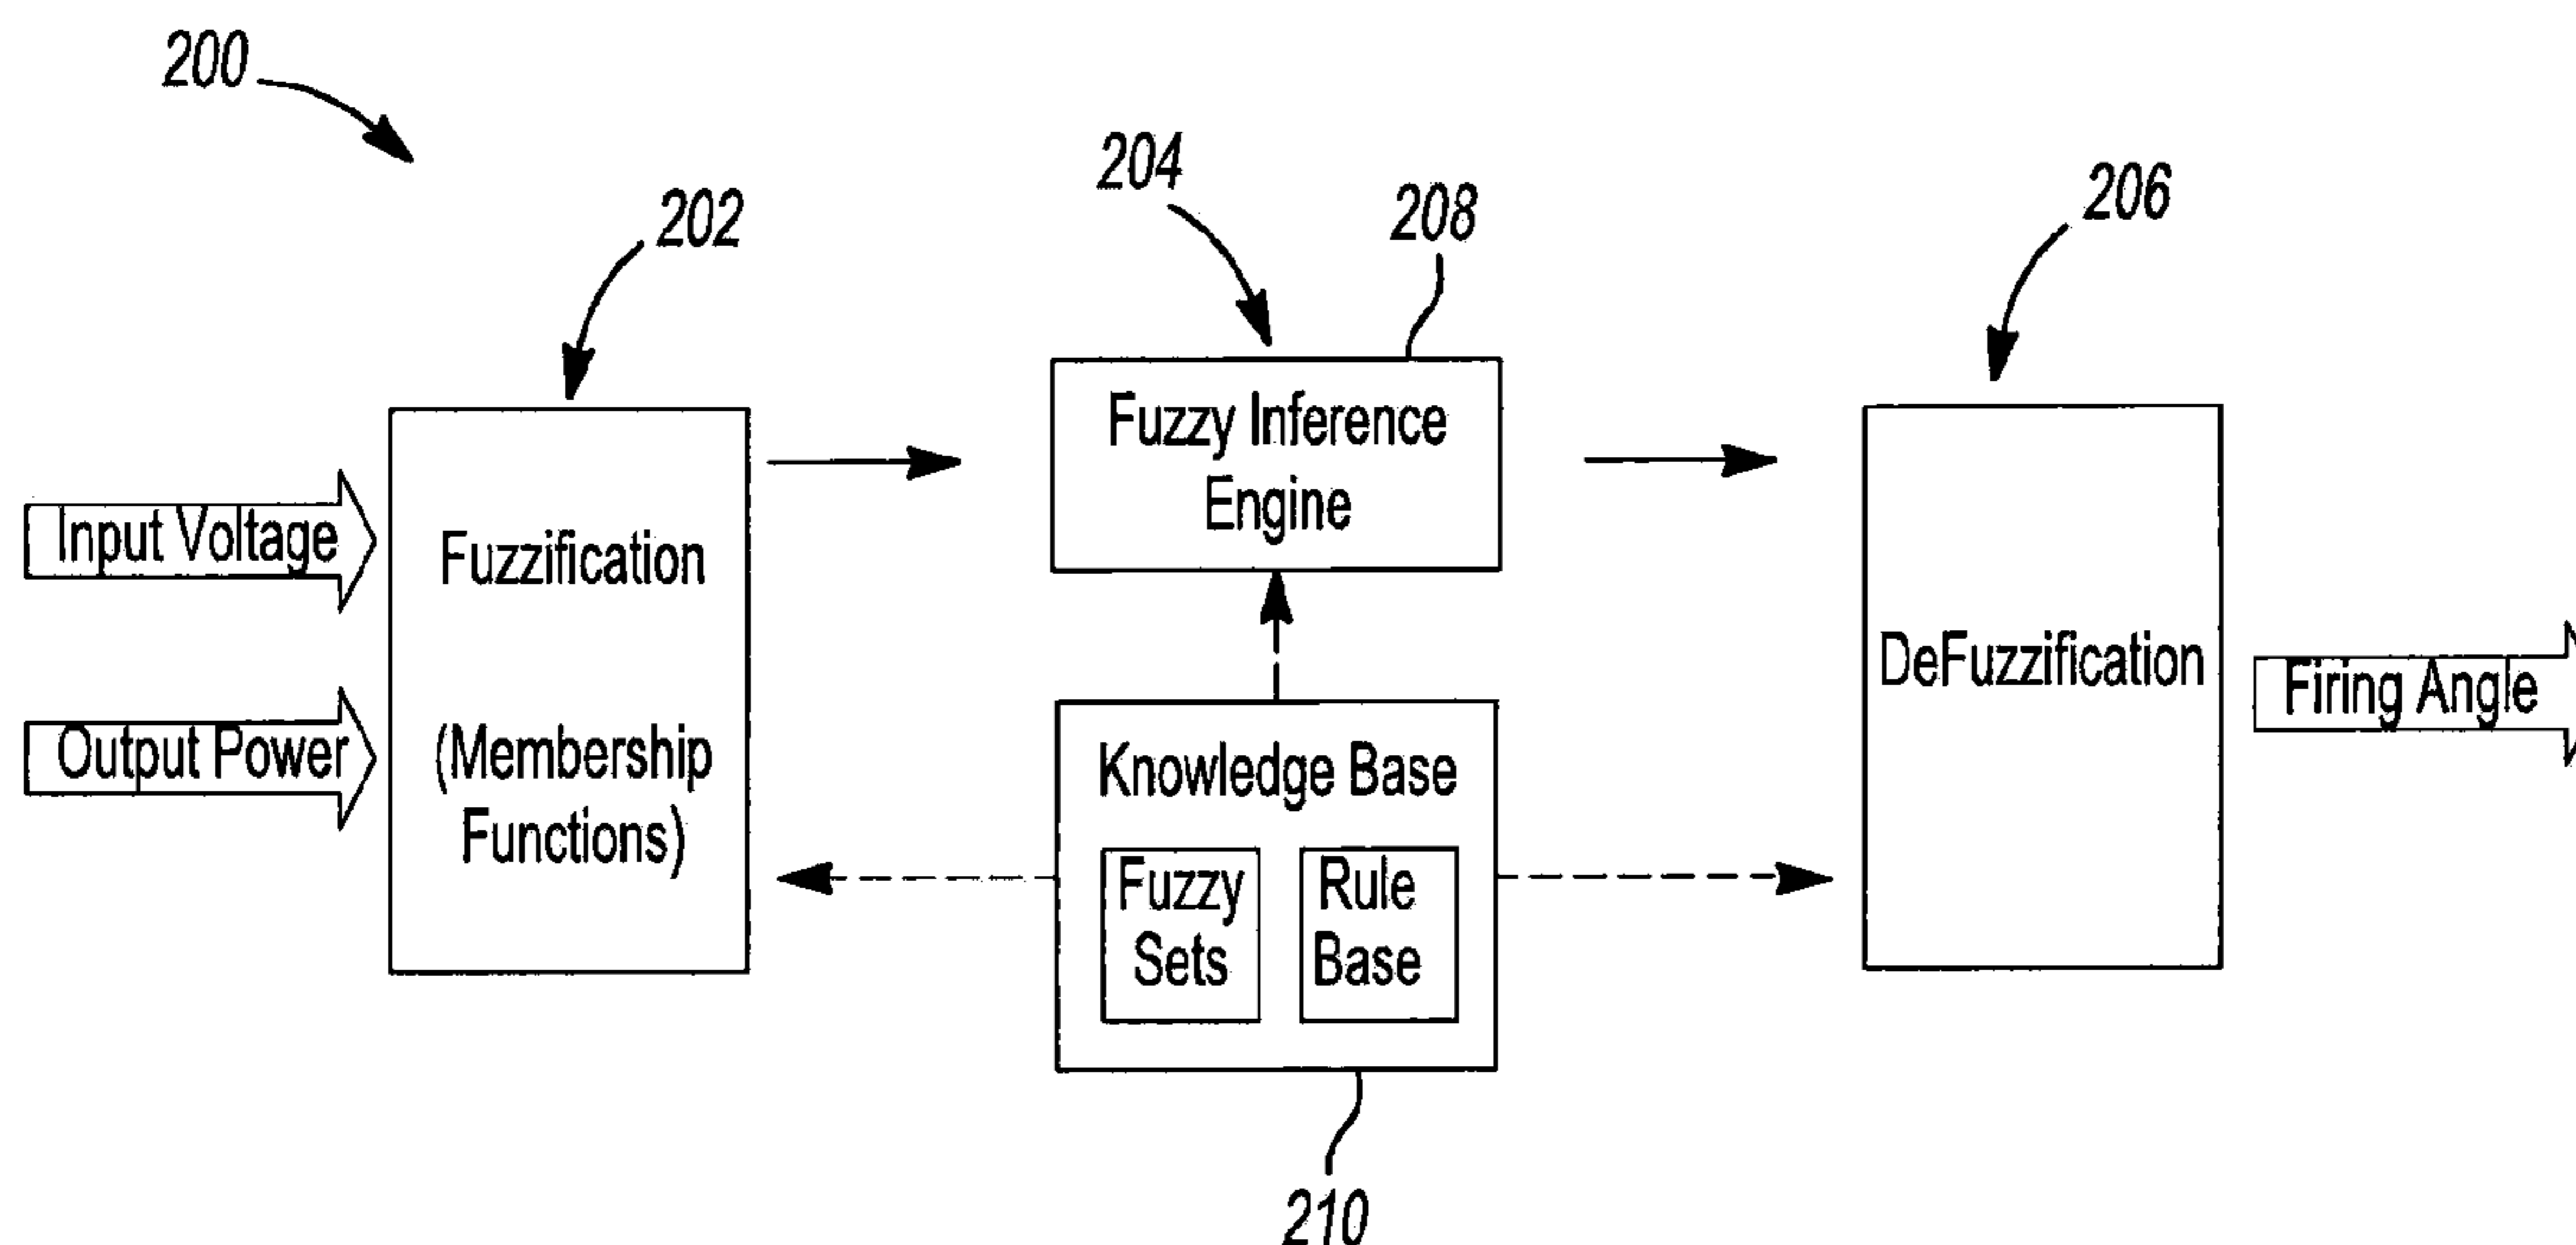 200
202
204
208
206
Input Voltage
Output Power
Fuzzification
(Membership
Functions)
Fuzzy Inference
Engine
Knowledge Base
Fuzzy
Sets
Rule
Base
210
DeFuzzification
Firing Angle